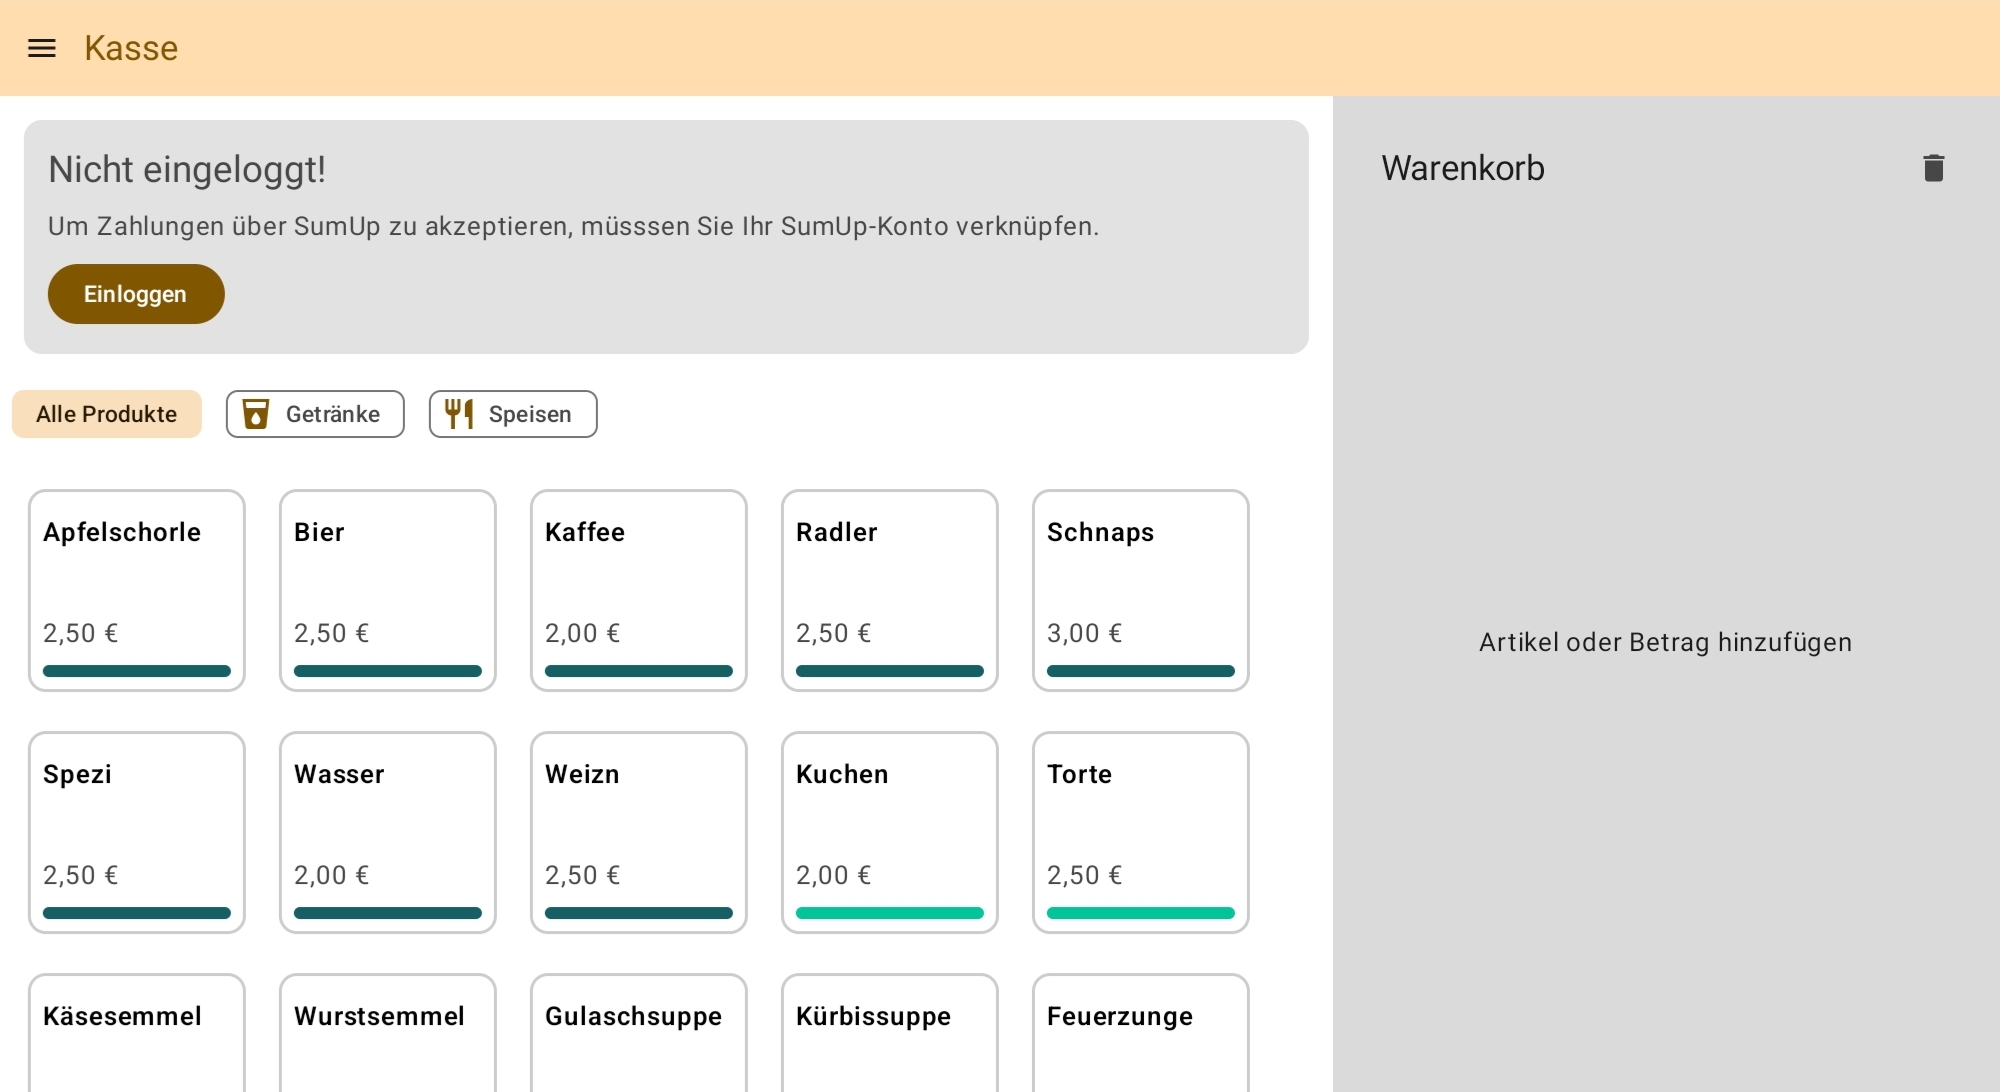 Kasse
Nicht eingeloggt!
Um Zahlungen über SumUp zu akzeptieren, müsssen Sie Ihr SumUp-Konto verknüpfen.
Einloggen
Alle Produkte
Getränke
Speisen
Apfelschorle
2,50 €
Bier
2,50 €
Kaffee
2,00 €
Radler
2,50 €
Schnaps
3,00 €
Spezi
2,50 €
Wasser
2,00 €
Weizn
2,50 €
Kuchen
2,00 €
Torte
2,50 €
Käsesemmel
Wurstsemmel
Gulaschsuppe
Kürbissuppe
Feuerzunge
Warenkorb
Artikel oder Betrag hinzufügen